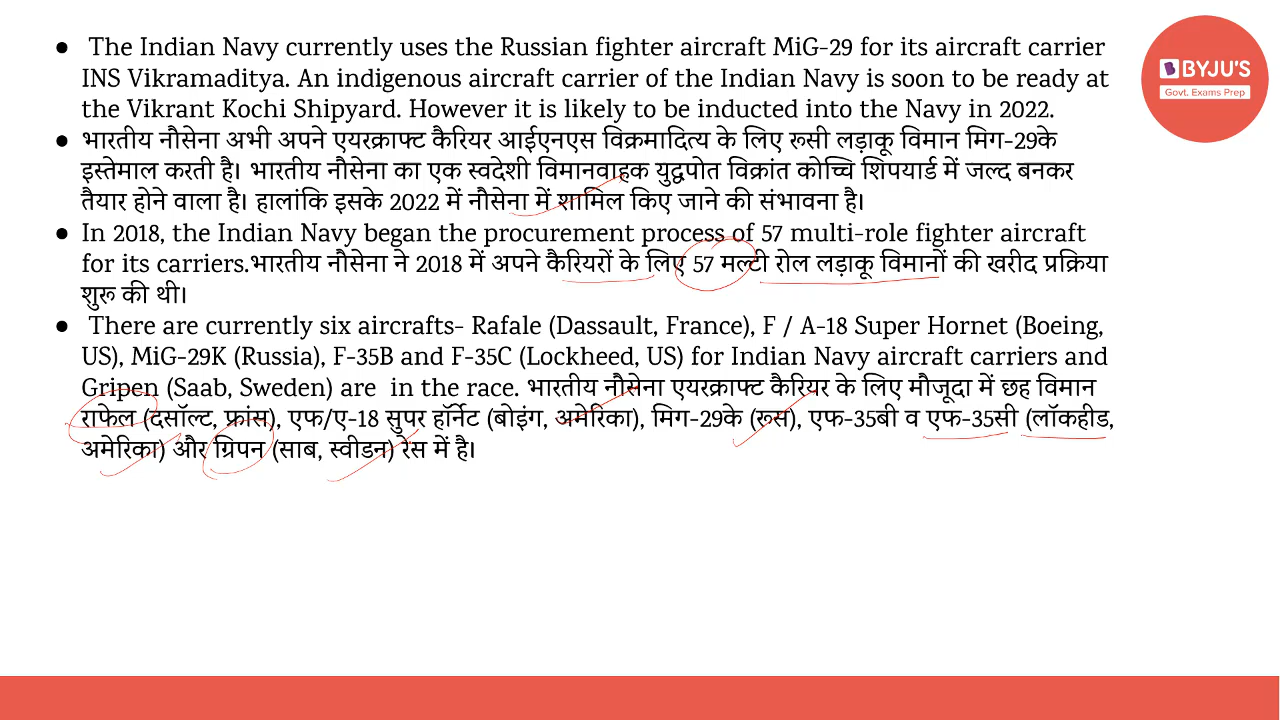 ● The Indian Navy currently uses the Russian fighter aircraft MiG-29 for its aircraft carrier
INS Vikramaditya. An indigenous aircraft carrier of the Indian Navy is soon to be ready at
the Vikrant Kochi Shipyard. However it is likely to be inducted into the Navy in 2022.
● भारतीय नौसेना अभी अपने एयरक्राफ्ट कैरियर आईएनएस विक्रमादित्य के लिए रूसी लड़ाकू विमान मिग-29के
इस्तेमाल करती है। भारतीय नौसेना का एक स्वदेशी विमानवाहक युद्धपोत विक्रांत कोच्चि शिपयार्ड में जल्द बनकर
तैयार होने वाला है। हालांकि इसके 2022 में नौसेना में शामिल किए जाने की संभावना है।
● In 2018, the Indian Navy began the procurement process of 57 multi-role fighter aircraft
for its carriers.भारतीय नौसेना ने 2018 में अपने कैरियरों के लिए 57 मल्टी रोल लड़ाकू विमानों की खरीद प्रक्रिया
शुरू की थी।
● There are currently six aircrafts- Rafale (Dassault, France), F / A-18 Super Hornet (Boeing,
US), MiG-29K (Russia), F-35B and F-35C (Lockheed, US) for Indian Navy aircraft carriers and
Gripen (Saab, Sweden) are in the race. भारतीय नौसेना एयरक्राफ्ट कैरियर के लिए मौजूदा में छह विमान
राफेल (दसॉल्ट, फ्रांस), एफ/ए-18 सुपर हॉर्नेट (बोइंग, अमेरिका), मिग-29के (रूस), एफ-35बी व एफ-35सी (लॉकहीड,
अमेरिका) और ग्रिपन (साब, स्वीडन) रेस में है।
BYJU'S
Govt. Exams Prep